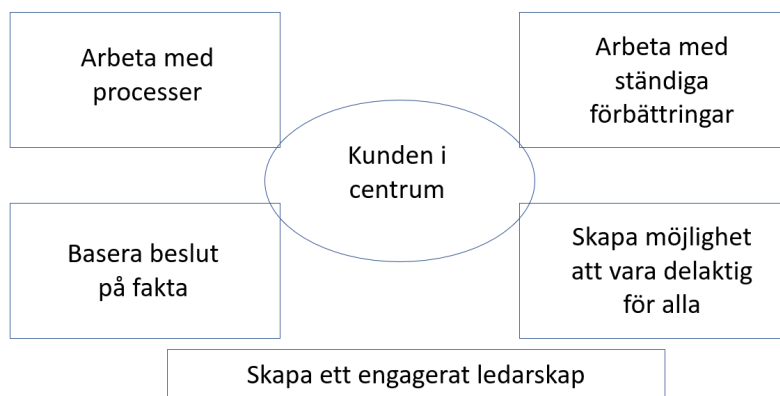 Arbeta med
processer
Arbeta med
ständiga
förbättringar
Kunden i
centrum
Basera beslut
på fakta
Skapa möjlighet
att vara delaktig
för alla
Skapa ett engagerat ledarskap